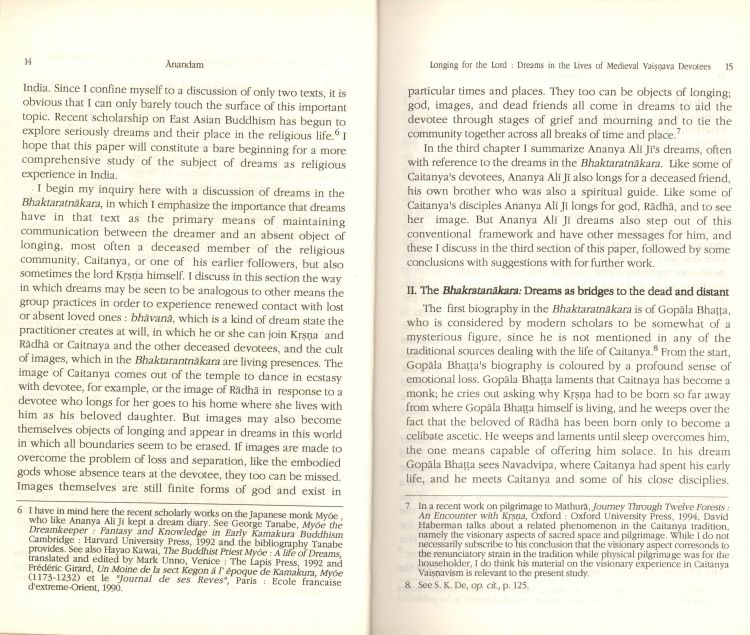 14
Ānandam
India. Since I confine myself to a discussion of only two texts, it is
obvious that I can only barely touch the surface of this important
topic. Recent scholarship on East Asian Buddhism has begun to
explore seriously dreams and their place in the religious life.6 I
hope that this paper will constitute a bare beginning for a more
comprehensive study of the subject of dreams as religious
experience in India.
I begin my inquiry here with a discussion of dreams in the
Bhaktaratnākara, in which I emphasize the importance that dreams
have in that text as the primary means of maintaining
communication between the dreamer and an absent object of
longing, most often a deceased member of the religious
community, Caitanya, or one of his earlier followers, but also
sometimes the lord Kṛṣṇa himself. I discuss in this section the way
in which dreams may be seen to be analogous to other means the
group practices in order to experience renewed contact with lost
or absent loved ones : bhāvanā, which is a kind of dream state the
practitioner creates at will, in which he or she can join Kṛṣṇa and
Rādhā or Caitnaya and the other deceased devotees, and the cult
of images, which in the Bhaktarantnākara are living presences. The
image of Caitanya comes out of the temple to dance in ecstasy
with devotee, for example, or the image of Rādhā in response to a
devotee who longs for her goes to his home where she lives with
him as his beloved daughter. But images may also become
themselves objects of longing and appear in dreams in this world
in which all boundaries seem to be erased. If images are made to
overcome the problem of loss and separation, like the embodied
gods whose absence tears at the devotee, they too can be missed.
Images themselves are still finite forms of god and exist in
6 I have in mind here the recent scholarly works on the Japanese monk Myōe ,
who like Ananya Ali Jī kept a dream diary. See George Tanabe, Myōe the
Dreamkeeper : Fantasy and Knowledge in Early Kamakura Buddhism
Cambridge : Harvard University Press, 1992 and the bibliography Tanabe
provides. See also Hayao Kawai, The Buddhist Priest Myōe : A life of Dreams,
translated and edited by Mark Unno, Venice : The Lapis Press, 1992 and
Frédéric Girard, Un Moine de la sect Kegon á l' époque de Kamakura, Myōe
(1173-1232) et le "Journal de ses Reves", Paris : Ecole francaise
d'extreme-Orient, 1990.
Longing for the Lord : Dreams in the Lives of Medieval Vaiṣṇava Devotees 15
particular times and places. They too can be objects of longing;
god, images, and dead friends all come in dreams to aid the
devotee through stages of grief and mourning and to tie the
community together across all breaks of time and place.7
In the third chapter I summarize Ananya Ali Jī's dreams, often
with reference to the dreams in the Bhaktaratnākara. Like some of
Caitanya's devotees, Ananya Alī Jī also longs for a deceased friend,
his own brother who was also a spiritual guide. Like some of
Caitanya's disciples Ananya Alī Jī longs for god, Rādhā, and to see
her image. But Ananya Alī Jī dreams also step out of this
conventional framework and have other messages for him, and
these I discuss in the third section of this paper, followed by some
conclusions with suggestions with for further work.
II. The Bhakratanākara: Dreams as bridges to the dead and distant
The first biography in the Bhaktaratnākara is of Gopāla Bhaṭṭa,
who is considered by modern scholars to be somewhat of a
mysterious figure, since he is not mentioned in any of the
traditional sources dealing with the life of Caitanya.8 From the start,
Gopāla Bhaṭṭa's biography is coloured by a profound sense of
emotional loss. Gopāla Bhaṭṭa laments that Caitnaya has become a
monk; he cries out asking why Kṛṣṇa had to be born so far away
from where Gopāla Bhaṭṭa himself is living, and he weeps over the
fact that the beloved of Rādhā has been born only to become a
celibate ascetic. He weeps and laments until sleep overcomes him,
the one means capable of offering him solace. In his dream
Gopāla Bhaṭṭa sees Navadvīpa, where Caitanya had spent his early
life, and he meets Caitanya and some of his close disciplies.
7 In a recent work on pilgrimage to Mathurā, Journey Through Twelve Forests :
An Encounter with Kṛṣṇa, Oxford : Oxford University Press, 1994, David
Haberman talks about a related phenomenon in the Caitanya tradition,
namely the visionary aspects of sacred space and pilgrimage. While I do not
necessarily subscribe to his conclusion that the visionary aspect corresonds to
the renunciatory strain in the tradition while physical pilgrimage was for the
householder, I do think his material on the visionary experience in Caitanya
Vaiṣṇavism is relevant to the present study.
8 See S. K. De, op. cit., p. 125.